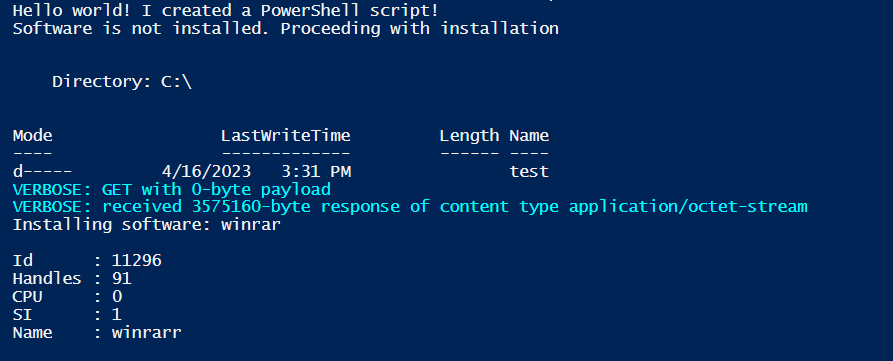 Hello world! I created a PowerShell script!
Software is not installed. Proceeding with installation
Directory: C:\
Mode LastWriteTime Length Name
---- ------------- ------ ----
d----- 4/16/2023 3:31 PM test
VERBOSE: GET with 0-byte payload
VERBOSE: received 3575160-byte response of content type application/octet-stream
Installing software: winrar
Id : 11296
Handles : 91
CPU : 0
SI : 1
Name : winrarr